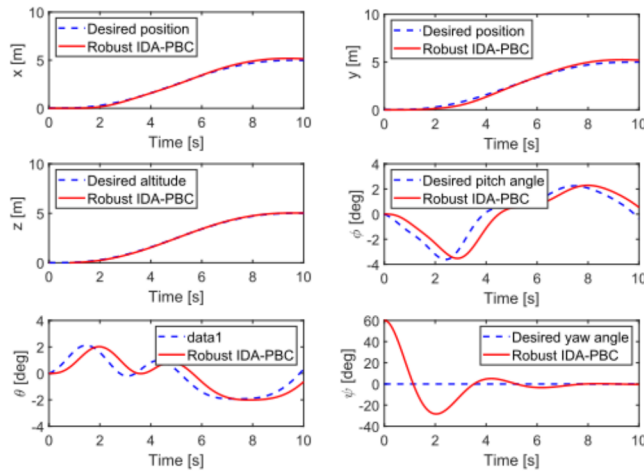 10
5
0
x [m]
Desired position
Robust IDA-PBC
0 2 4 6 8 10
Time [s]
10
5
0
y [m]
Desired position
Robust IDA-PBC
0 2 4 6 8 10
Time [s]
10
5
0
z [m]
Desired altitude
Robust IDA-PBC
0 2 4 6 8 10
Time [s]
4
2
0
-2
-4
ϕ [deg]
Desired pitch angle
Robust IDA-PBC
0 2 4 6 8 10
Time [s]
4
2
0
-2
-4
θ [deg]
data1
Robust IDA-PBC
0 2 4 6 8 10
Time [s]
60
40
20
0
-20
-40
ψ [deg]
Desired yaw angle
Robust IDA-PBC
0 2 4 6 8 10
Time [s]